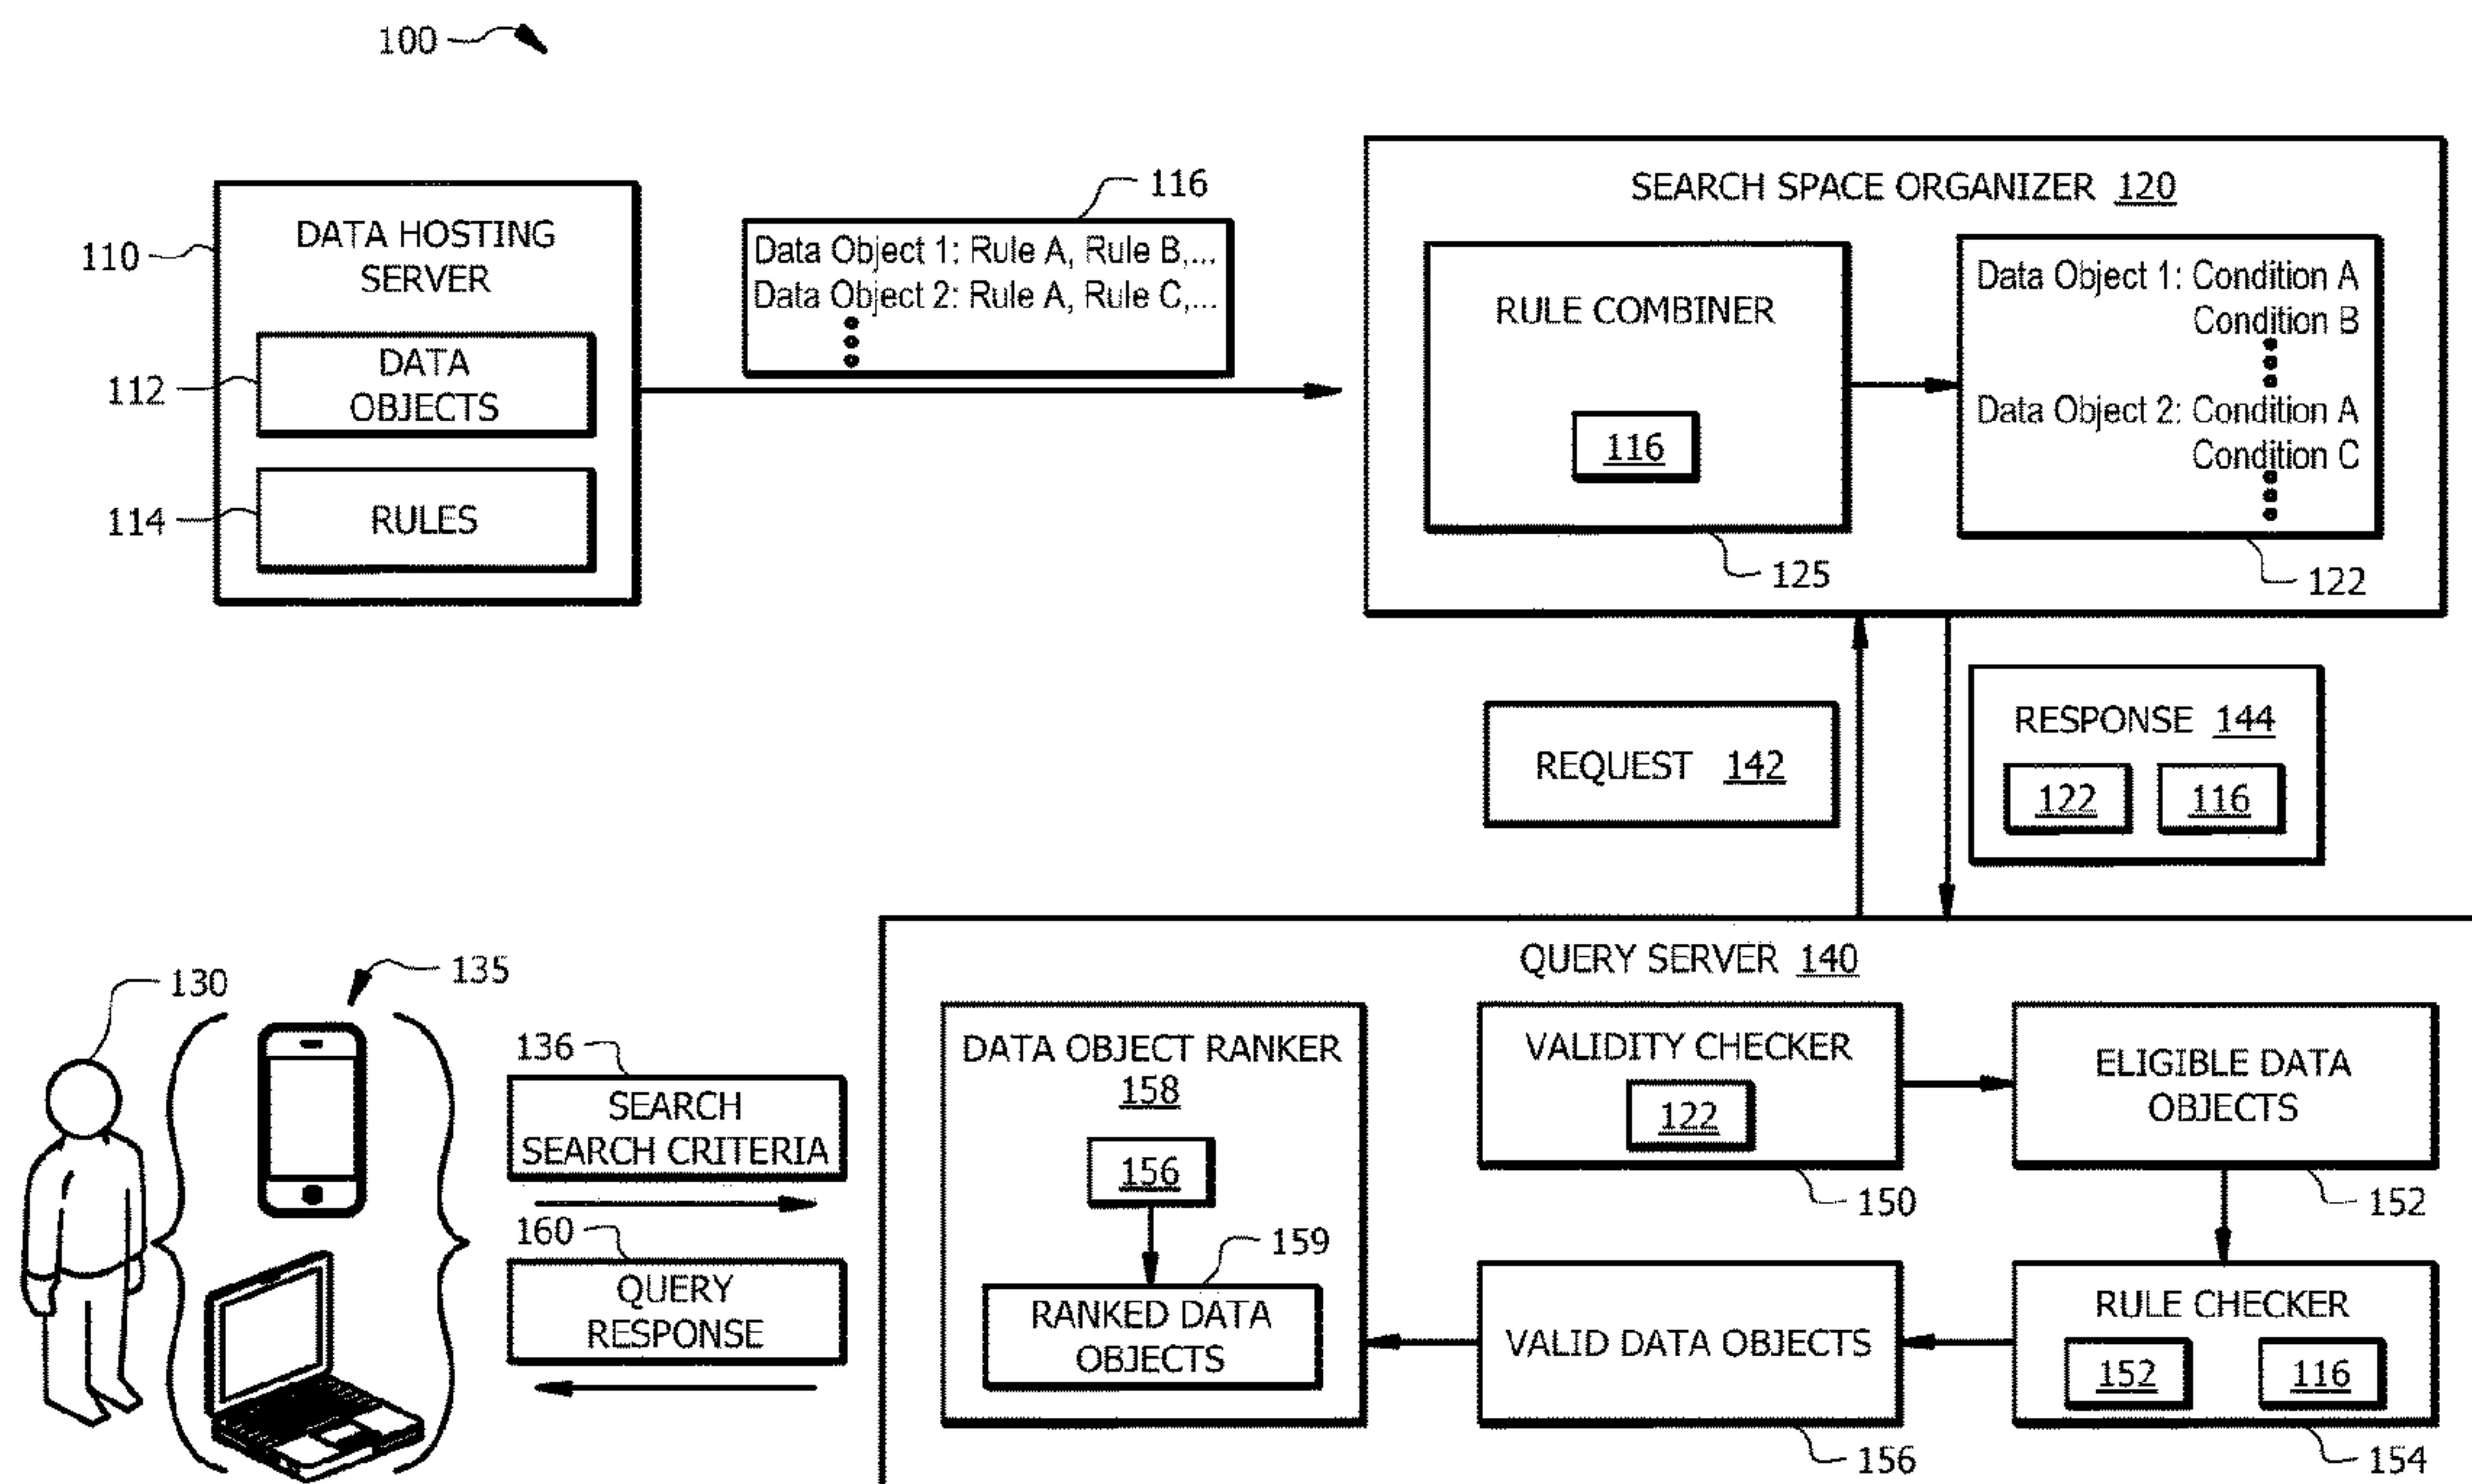 100
DATA HOSTING
SERVER
110
DATA
OBJECTS
112
RULES
114
116
Data Object 1: Rule A, Rule B,...
Data Object 2: Rule A, Rule C,...
SEARCH SPACE ORGANIZER 120
RULE COMBINER
116
125
Data Object 1: Condition A
Condition B
Data Object 2: Condition A
Condition C
122
REQUEST 142
RESPONSE 144
122 116
130
135
136
SEARCH
SEARCH CRITERIA
160
QUERY
RESPONSE
QUERY SERVER 140
DATA OBJECT RANKER
158
156
159
RANKED DATA
OBJECTS
VALIDITY CHECKER
122
150
ELIGIBLE DATA
OBJECTS
152
RULE CHECKER
152 116
154
VALID DATA OBJECTS
156